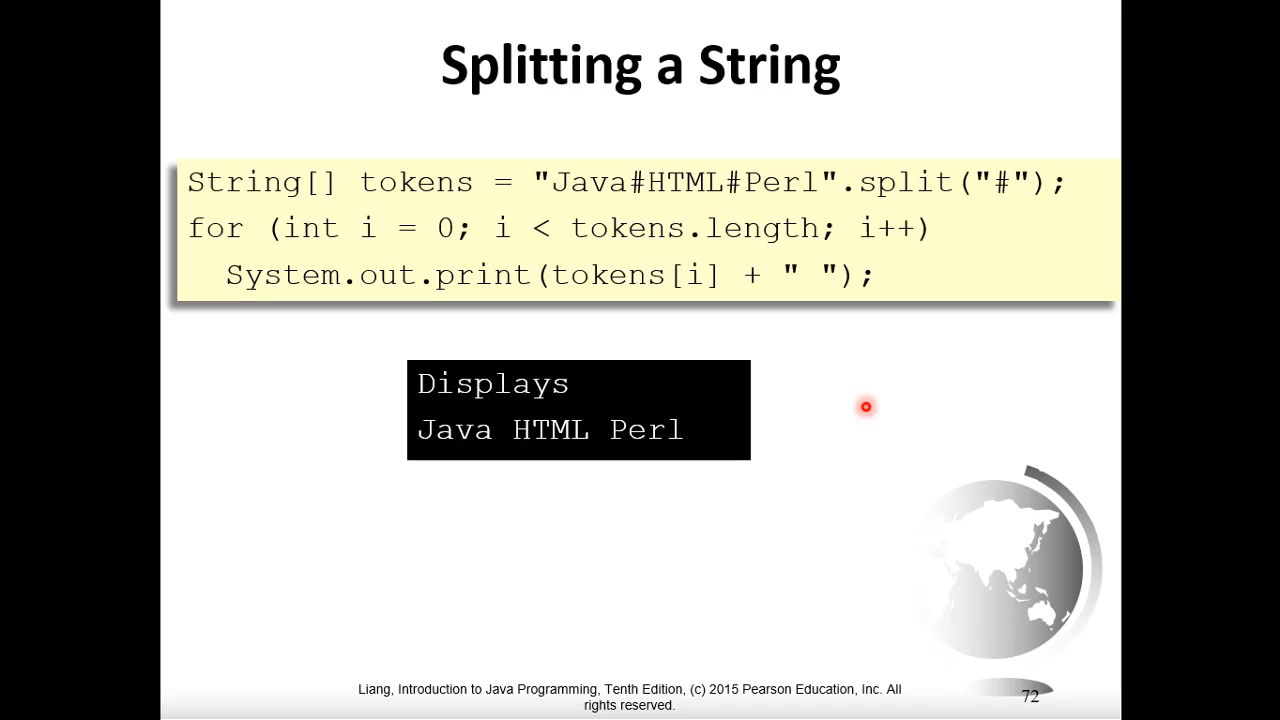 Splitting a String
String[] tokens = "Java#HTML#Perl".split("#");
for (int i = 0; i < tokens.length; i++)
  System.out.print(tokens[i] + " ");
Displays
Java HTML Perl
Liang, Introduction to Java Programming, Tenth Edition, (c) 2015 Pearson Education, Inc. All
rights reserved.
72